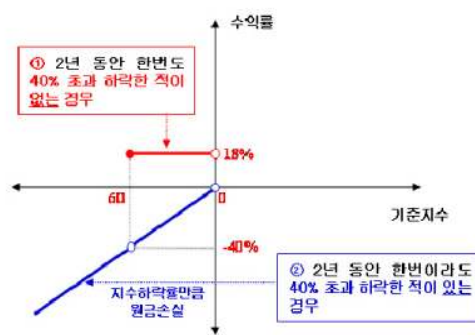 수익률
① 2년 동안 한번도
40% 초과 하락한 적이
없는 경우
18%
60
0
기준지수
-40%
② 2년 동안 한번이라도
40% 초과 하락한 적이 있는
경우
지수하락률만큼
원금손실